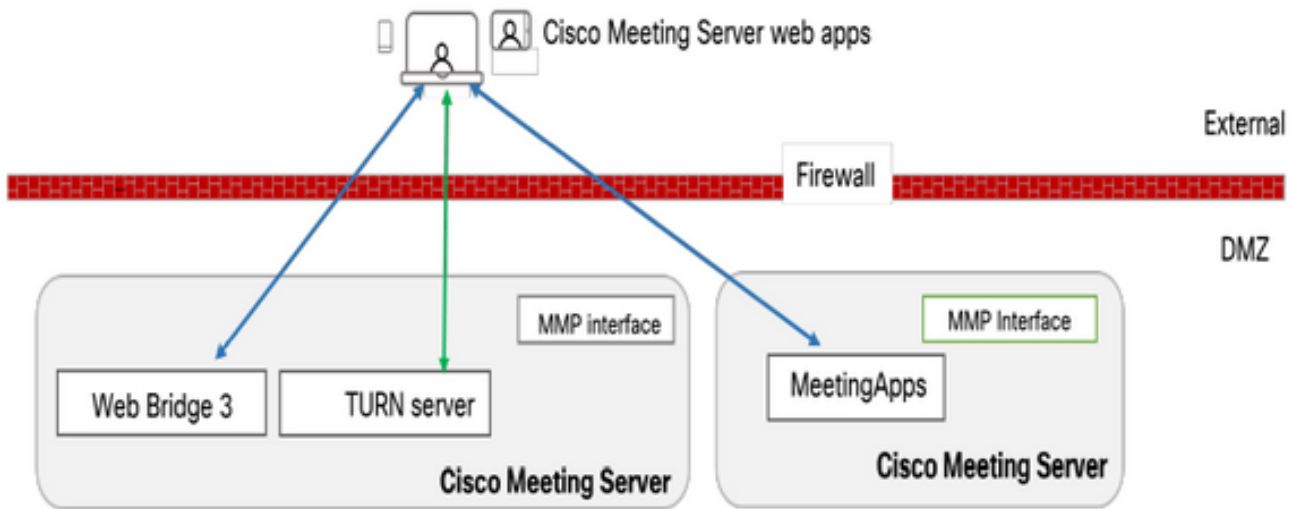 Cisco Meeting Server web apps
External
Firewall
DMZ
MMP interface
Web Bridge 3
TURN server
Cisco Meeting Server
MMP Interface
MeetingApps
Cisco Meeting Server